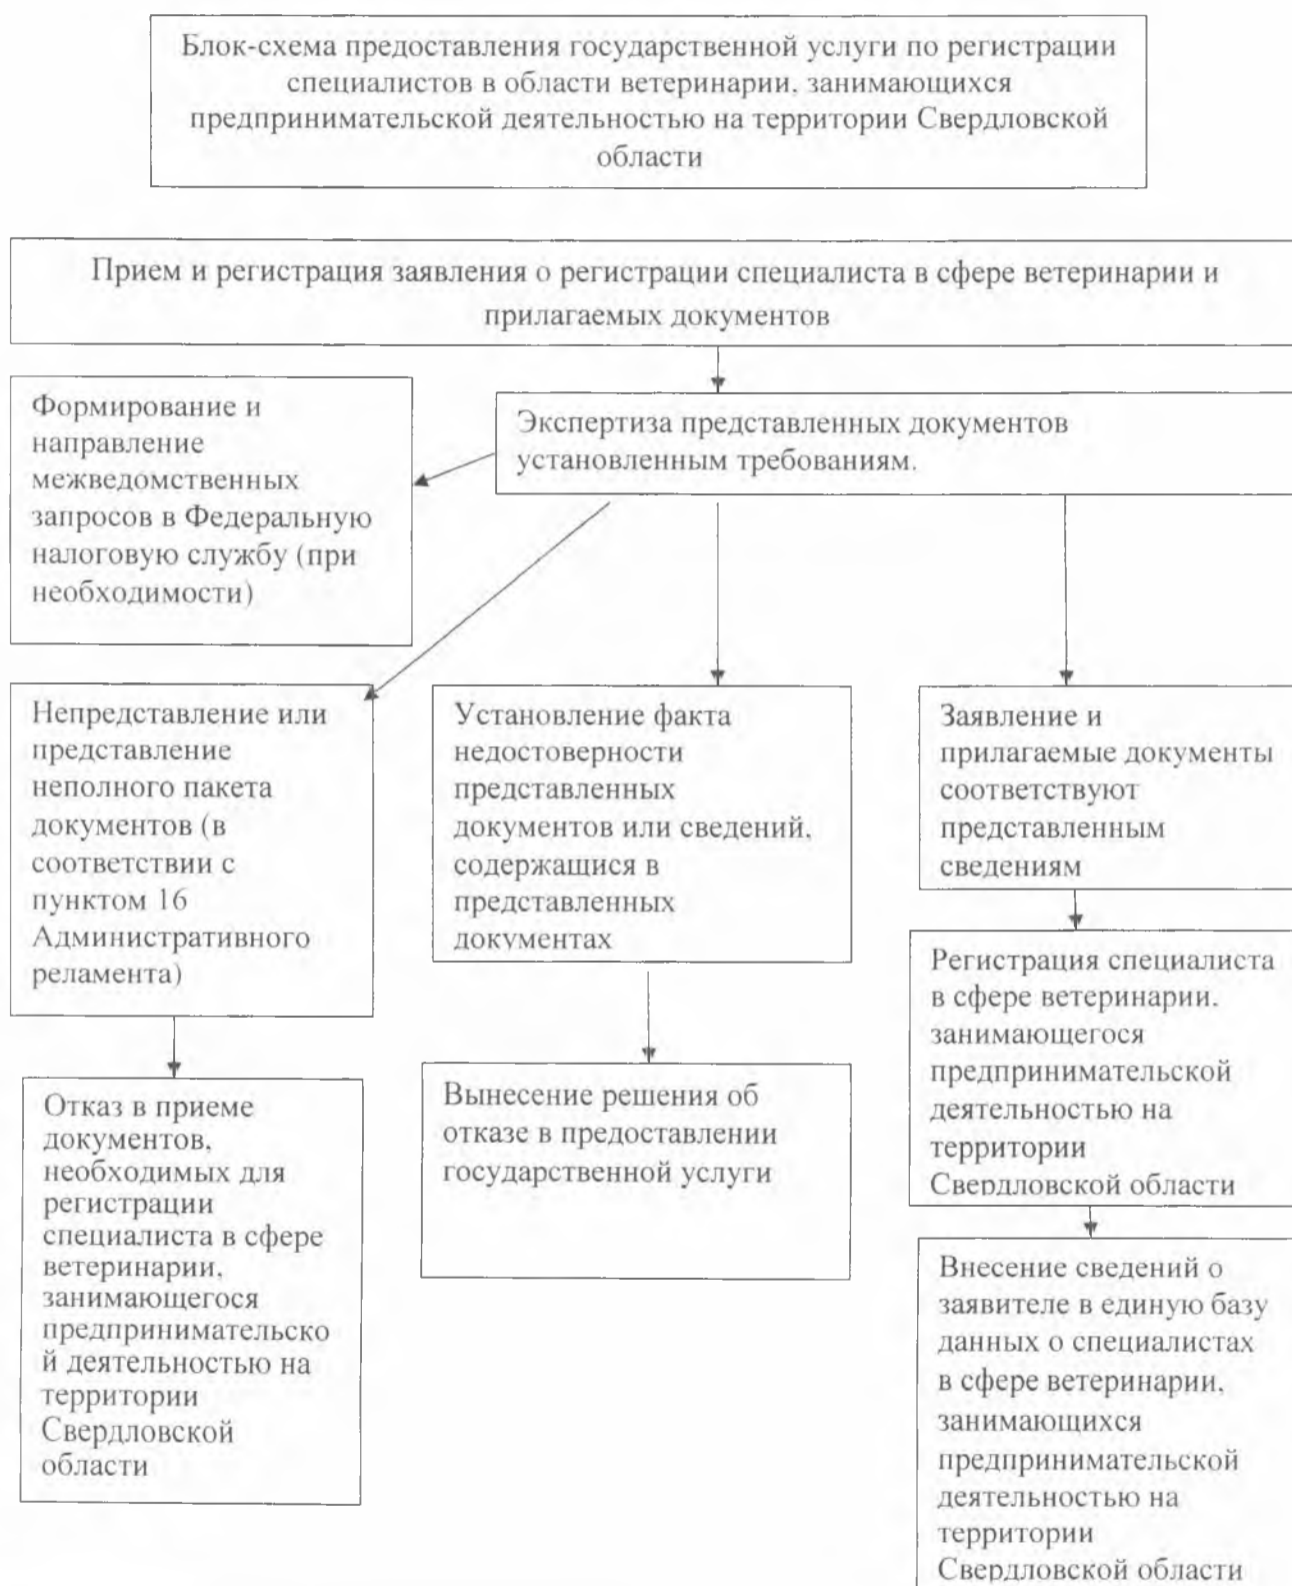 Блок-схема предоставления государственной услуги по регистрации
специалистов в области ветеринарии, занимающихся
предпринимательской деятельностью на территории Свердловской
области
Прием и регистрация заявления о регистрации специалиста в сфере ветеринарии и
прилагаемых документов
Формирование и
направление
межведомственных
запросов в Федеральную
налоговую службу (при
необходимости)
Экспертиза представленных документов
установленным требованиям.
Непредставление или
представление
неполного пакета
документов (в
соответствии с
пунктом 16
Административного
реламента)
Установление факта
недостоверности
представленных
документов или сведений,
содержащися в
представленных
документах
Заявление и
прилагаемые документы
соответствуют
представленным
сведениям
Регистрация специалиста
в сфере ветеринарии,
занимающегося
предпринимательской
деятельностью на
территории
Свердловской области
Отказ в приеме
документов,
необходимых для
регистрации
специалиста в сфере
ветеринарии,
занимающегося
предпринимательско
й деятельностью на
территории
Свердловской
области
Вынесение решения об
отказе в предоставлении
государственной услуги
Внесение сведений о
заявителе в единую базу
данных о специалистах
в сфере ветеринарии,
занимающихся
предпринимательской
деятельностью на
территории
Свердловской области